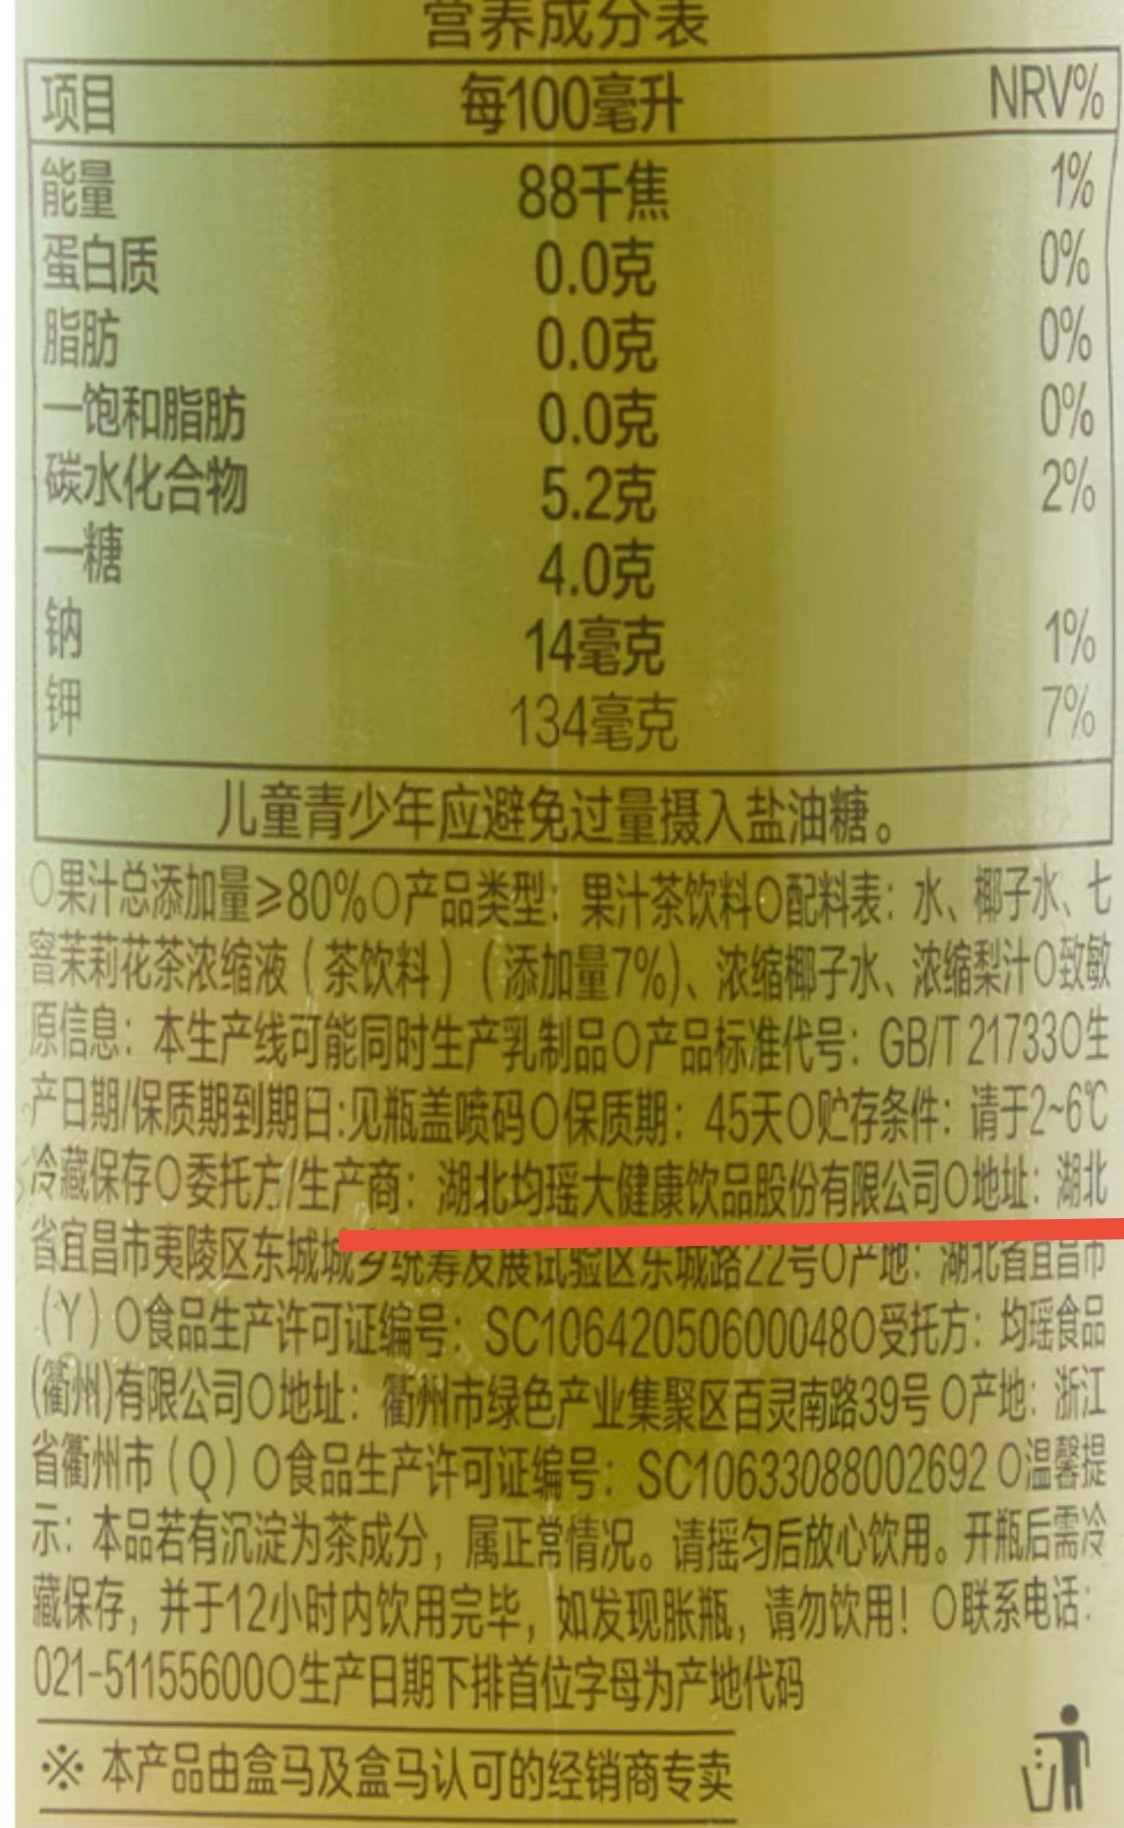 营养成分表
项目 每100毫升 NRV%
能量 88千焦 1%
蛋白质 0.0克 0%
脂肪 0.0克 0%
—饱和脂肪 0.0克 0%
碳水化合物 5.2克 2%
—糖 4.0克
钠 14毫克 1%
钾 134毫克 7%
儿童青少年应避免过量摄入盐油糖。
○果汁总添加量≥80%○产品类型：果汁茶饮料○配料表：水、椰子水、七
窨茉莉花茶浓缩液（茶饮料）（添加量7%)、浓缩椰子水、浓缩梨汁○致敏
原信息：本生产线可能同时生产乳制品○产品标准代号：GB/T 21733○生
产日期/保质期到期日:见瓶盖喷码○保质期：45天○贮存条件：请于2~6℃
冷藏保存○委托方/生产商：湖北均瑶大健康饮品股份有限公司○地址：湖北
省宜昌市夷陵区东城城乡统筹发展试验区东城路22号○产地：湖北省宜昌市
（Y）○食品生产许可证编号：SC10642050600048○受托方：均瑶食品
(衢州)有限公司○地址：衢州市绿色产业集聚区百灵南路39号 ○产地：浙江
省衢州市（Q）○食品生产许可证编号：SC10633088002692○温馨提
示：本品若有沉淀为茶成分，属正常情况。请摇匀后放心饮用。开瓶后需冷
藏保存，并于12小时内饮用完毕，如发现胀瓶，请勿饮用！○联系电话：
021-51155600○生产日期下排首位字母为产地代码
※ 本产品由盒马及盒马认可的经销商专卖